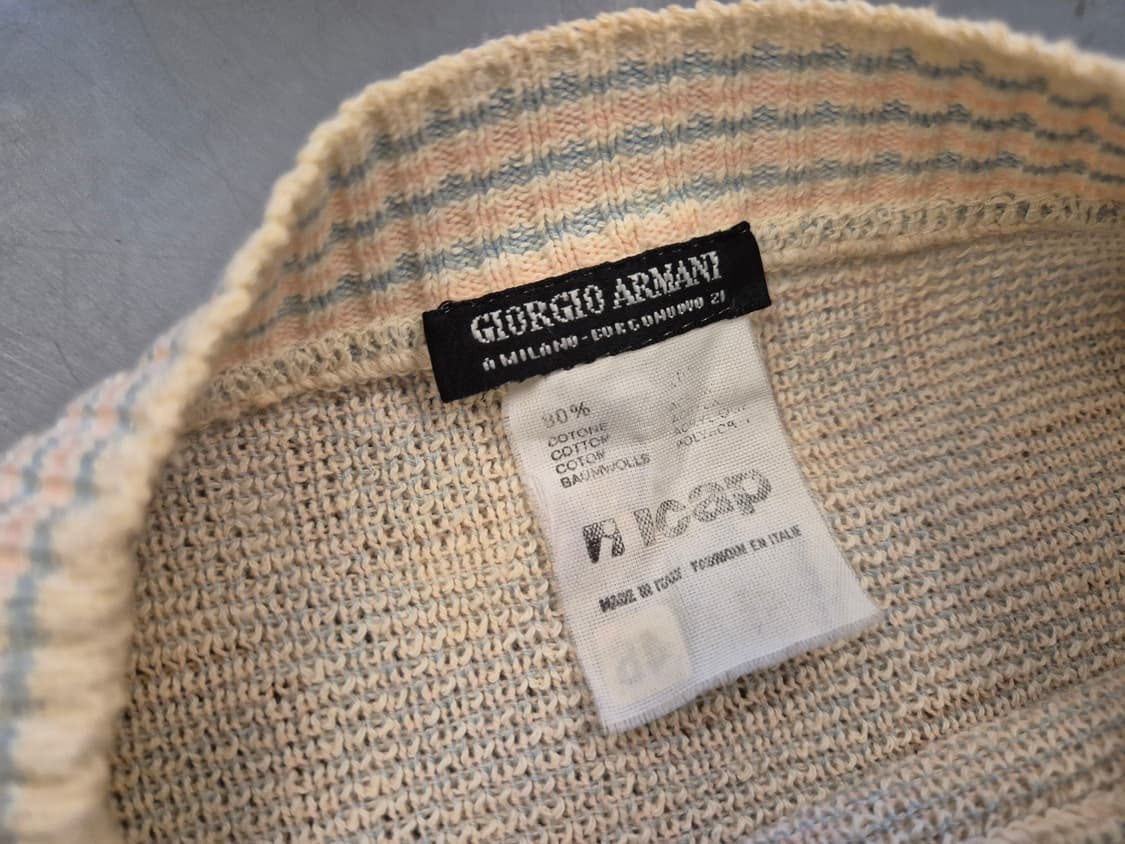 GIORGIO ARMANI
A MILANO-BORGONUOVO 21
80%
COTONE
COTTON
COTON
BAUMWOLLE
icap
MADE IN ITALY FABRIQUE EN ITALIE